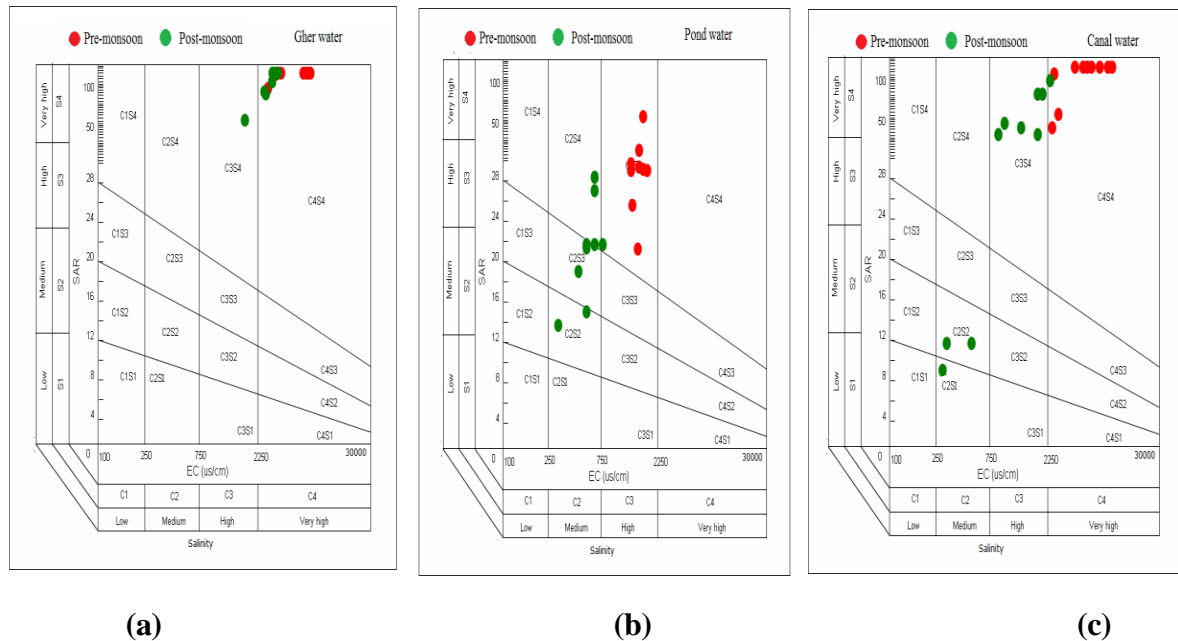 Pre-monsoon Post-monsoon Gher water
Very high S4
High S3
Medium S2
Low S1
SAR
100
50
28
24
20
16
12
8
4
0
C1S4
C2S4
C3S4
C4S4
C1S3
C2S3
C3S3
C1S2
C2S2
C3S2
C4S3
C1S1 C2S1
C4S2
C3S1 C4S1
100 250 750 2250 30000
EC (us/cm)
C1 C2 C3 C4
Low Medium High Very high
Salinity
(a)
Pre-monsoon Post-monsoon Pond water
Very high S4
High S3
Medium S2
Low S1
SAR
100
50
28
24
20
16
12
8
4
0
C1S4
C2S4
C4S4
C1S3
C2S3
C3S3
C1S2
C2S2
C3S2
C4S3
C1S1 C2S1
C4S2
C3S1 C4S1
100 250 750 2250 30000
EC (us/cm)
C1 C2 C3 C4
Low Medium High Very high
Salinity
(b)
Pre-monsoon Post-monsoon Canal water
Very high S4
High S3
Medium S2
Low S1
SAR
100
50
28
24
20
16
12
8
4
0
C1S4
C2S4
C3S4
C4S4
C1S3
C2S3
C3S3
C1S2
C2S2
C3S2
C4S3
C1S1 C2S1
C4S2
C3S1 C4S1
100 250 750 2250 30000
EC (us/cm)
C1 C2 C3 C4
Low Medium High Very high
Salinity
(c)